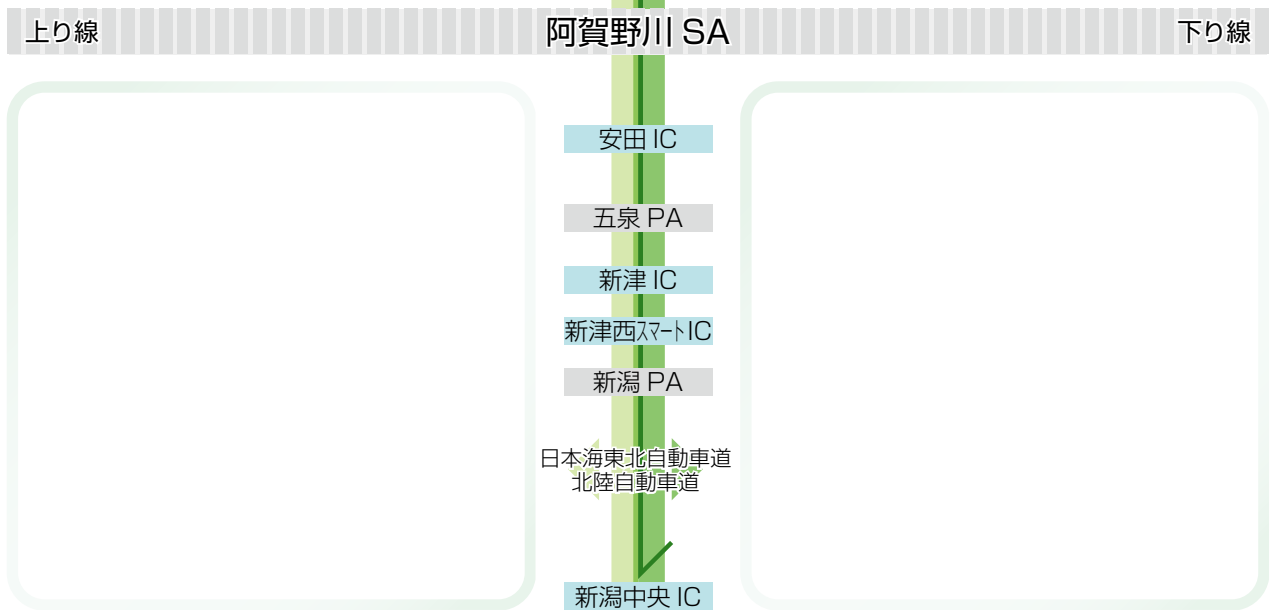 上り線
阿賀野川 SA
下り線
安田 IC
五泉 PA
新津 IC
新津西ｽﾏｰﾄIC
新潟 PA
日本海東北自動車道
北陸自動車道
新潟中央 IC